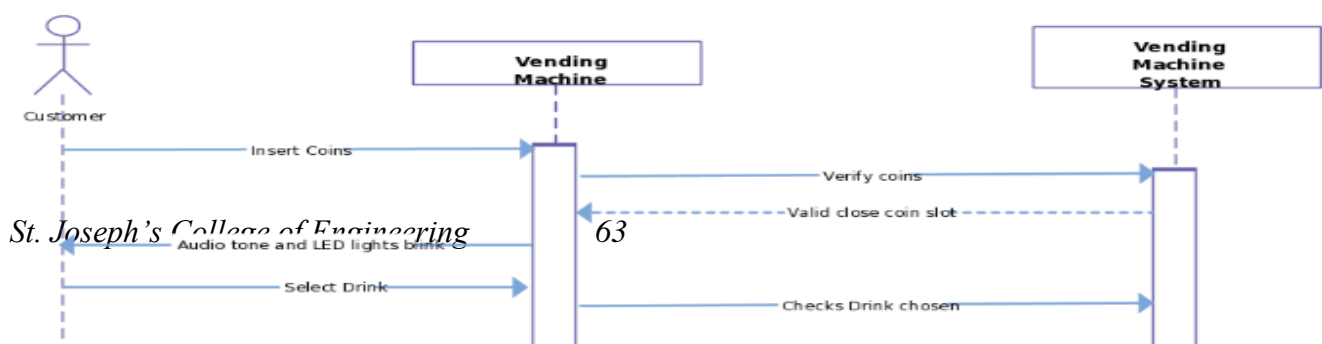 Vending
Machine
Vending
Machine
System
Customer
Insert Coins
Verify coins
Valid close coin slot
St. Joseph's College of Engineering 63
Audio tone and LED lights blink
Select Drink
Checks Drink chosen